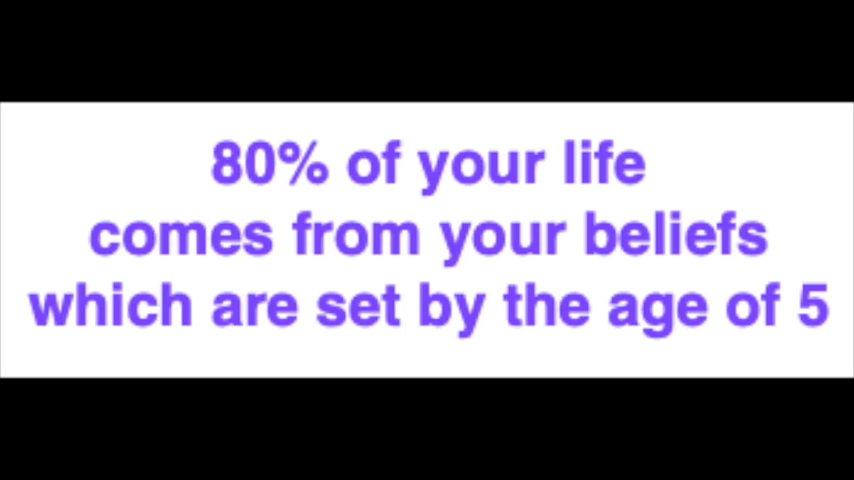 80% of your life
comes from your beliefs
which are set by the age of 5